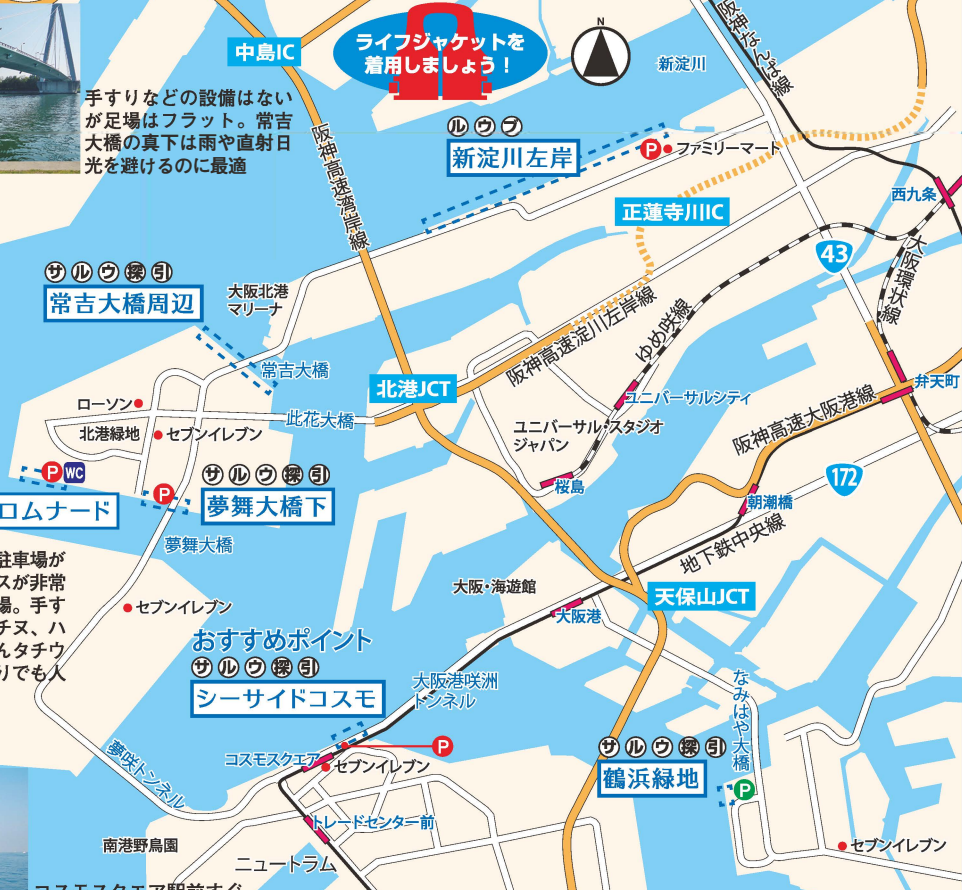 中島IC
ライフジャケットを
着用しましょう!
N
阪神なんば線
新淀川
手すりなどの設備はない
が足場はフラット。常吉
大橋の真下は雨や直射日
光を避けるのに最適
阪神高速湾岸線
ル ウ ブ
新淀川左岸
P
ファミリーマート
正蓮寺川IC
西九条
43
大阪環状線
サ ル ウ 探 引
常吉大橋周辺
大阪北港
マリーナ
常吉大橋
阪神高速淀川左岸線
ゆめ咲線
北港JCT
ユニバーサルシティ
弁天町
ローソン
北港緑地
セブンイレブン
此花大橋
ユニバーサル・スタジオ
ジャパン
阪神高速大阪港線
172
P WC
サ ル ウ 探 引
夢舞大橋下
P
桜島
朝潮橋
ロムナード
夢舞大橋
地下鉄中央線
駐車場が
スが非常
場。手す
チヌ、ハ
んタチウ
りでも人
セブンイレブン
大阪・海遊館
大阪港
天保山JCT
おすすめポイント
サ ル ウ 探 引
シーサイドコスモ
大阪港咲洲
トンネル
なみはや大橋
夢咲トンネル
コスモスクエア
P
セブンイレブン
サ ル ウ 探 引
鶴浜緑地
P
トレードセンター前
南港野鳥園
ニュートラム
セブンイレブン
コスモスクエア駅前すぐ